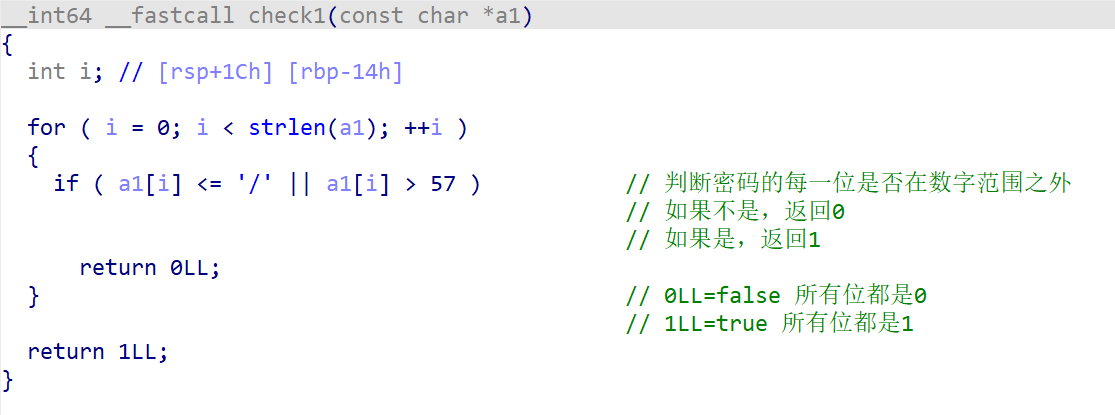 __int64 __fastcall check1(const char *a1)
{
  int i; // [rsp+1Ch] [rbp-14h]
  for ( i = 0; i < strlen(a1); ++i )
  {
    if ( a1[i] <= '/' || a1[i] > 57 ) // 判断密码的每一位是否在数字范围之外
// 如果不是，返回0
// 如果是，返回1
      return 0LL;
  } // 0LL=false 所有位都是0
// 1LL=true 所有位都是1
  return 1LL;
}